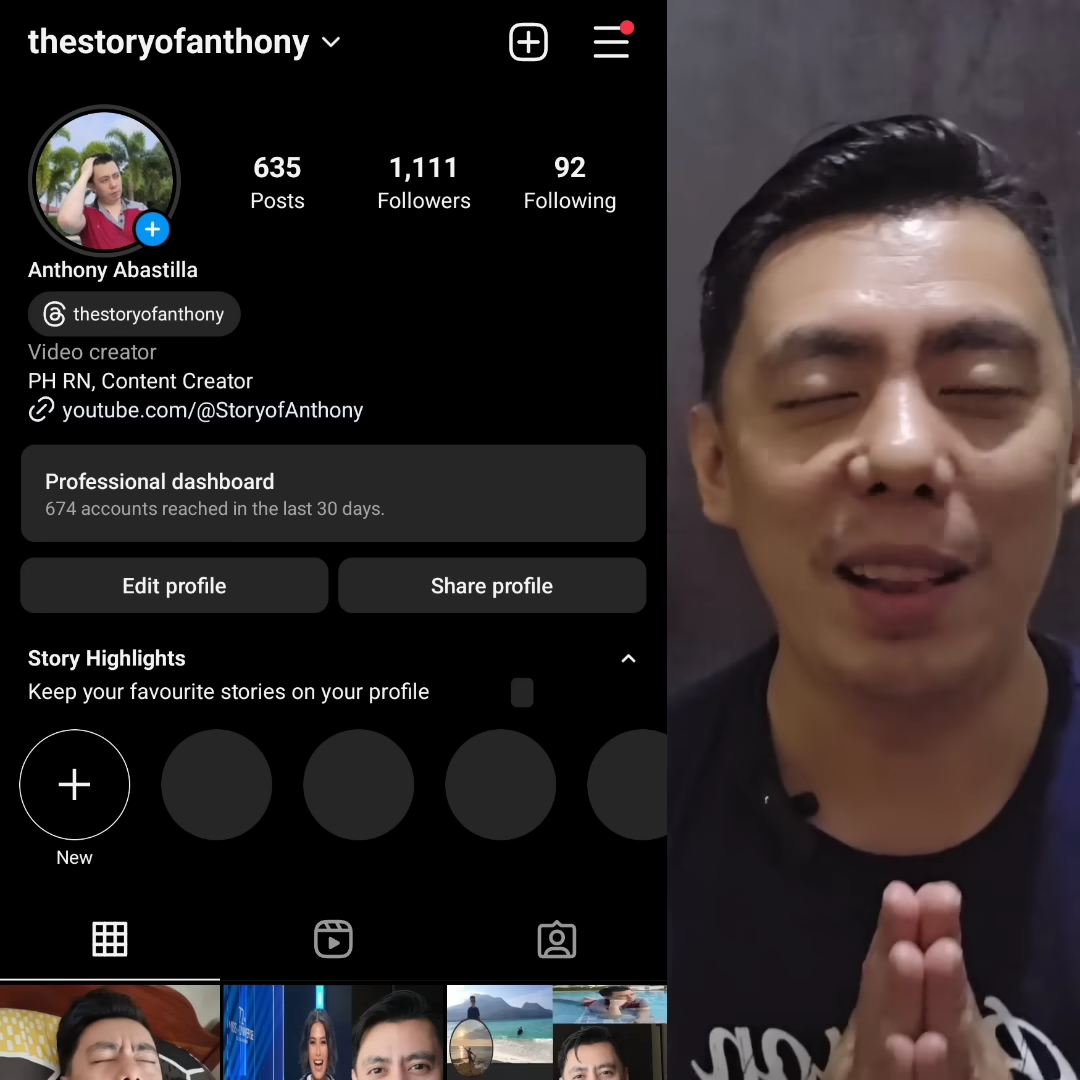 thestoryofanthony
635
Posts
1,111
Followers
92
Following
Anthony Abastilla
thestoryofanthony
Video creator
PH RN, Content Creator
youtube.com/@StoryofAnthony
Professional dashboard
674 accounts reached in the last 30 days.
Edit profile
Share profile
Story Highlights
Keep your favourite stories on your profile
New